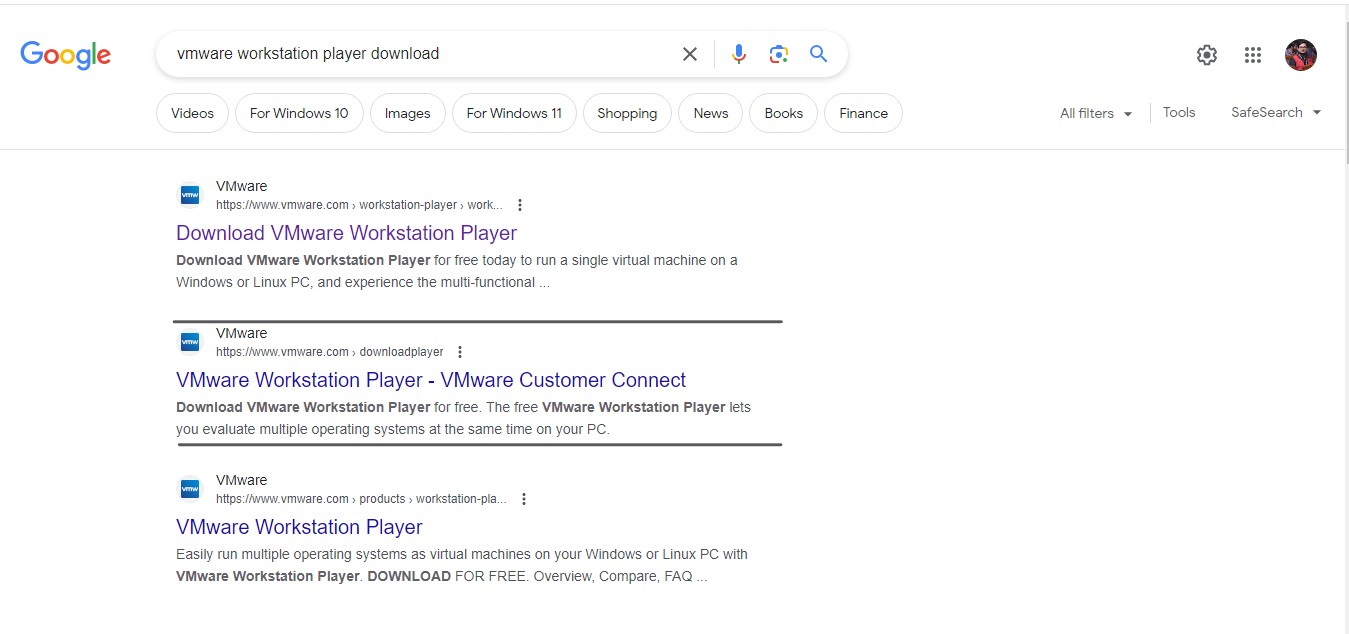 Google
vmware workstation player download
Videos
For Windows 10
Images
For Windows 11
Shopping
News
Books
Finance
All filters
Tools
SafeSearch
vmw
VMware
https://www.vmware.com › workstation-player › work...
Download VMware Workstation Player
Download VMware Workstation Player for free today to run a single virtual machine on a
Windows or Linux PC, and experience the multi-functional ...
vmw
VMware
https://www.vmware.com › downloadplayer
VMware Workstation Player - VMware Customer Connect
Download VMware Workstation Player for free. The free VMware Workstation Player lets
you evaluate multiple operating systems at the same time on your PC.
vmw
VMware
https://www.vmware.com › products › workstation-pla...
VMware Workstation Player
Easily run multiple operating systems as virtual machines on your Windows or Linux PC with
VMware Workstation Player. DOWNLOAD FOR FREE. Overview, Compare, FAQ ...